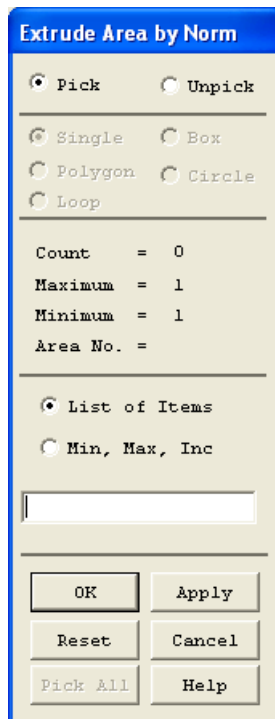 Extrude Area by Norm
Pick Unpick
Single Box
Polygon Circle
Loop
Count = 0
Maximum = 1
Minimum = 1
Area No. =
List of Items
Min, Max, Inc
OK Apply
Reset Cancel
Pick All Help